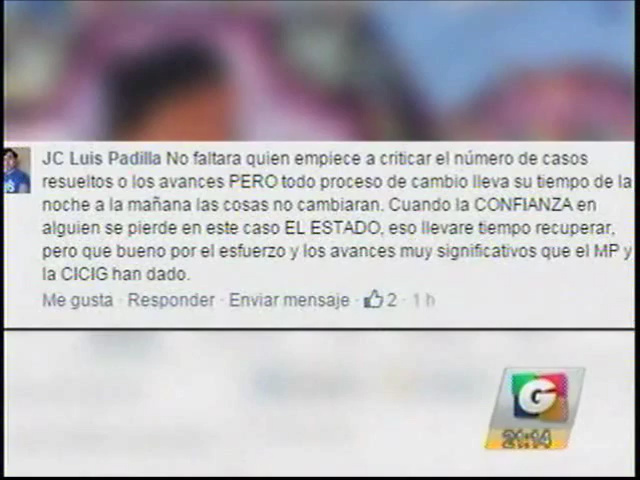 JC Luis Padilla No faltara quien empiece a criticar el número de casos
resueltos o los avances PERO todo proceso de cambio lleva su tiempo de la
noche a la mañana las cosas no cambiaran. Cuando la CONFIANZA en
alguien se pierde en este caso EL ESTADO, eso llevare tiempo recuperar,
pero que bueno por el esfuerzo y los avances muy significativos que el MP y
la CICIG han dado.
Me gusta · Responder · Enviar mensaje · 2 · 1 h
G
21:14